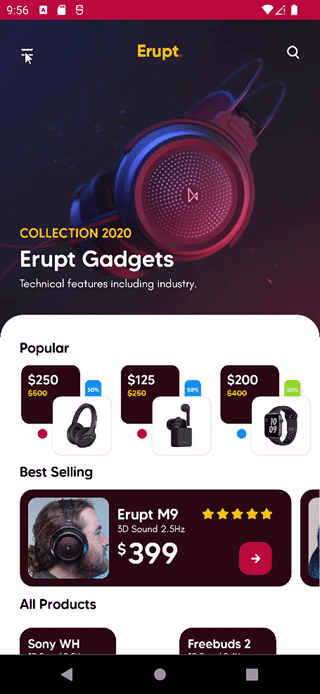 9:56
Erupt.
COLLECTION 2020
Erupt Gadgets
Technical features including industry.
Popular
$250
$500
50%
$125
$250
50%
$200
$400
50%
Best Selling
Erupt M9
3D Sound 2.5Hz
$399
All Products
Sony WH
Freebuds 2